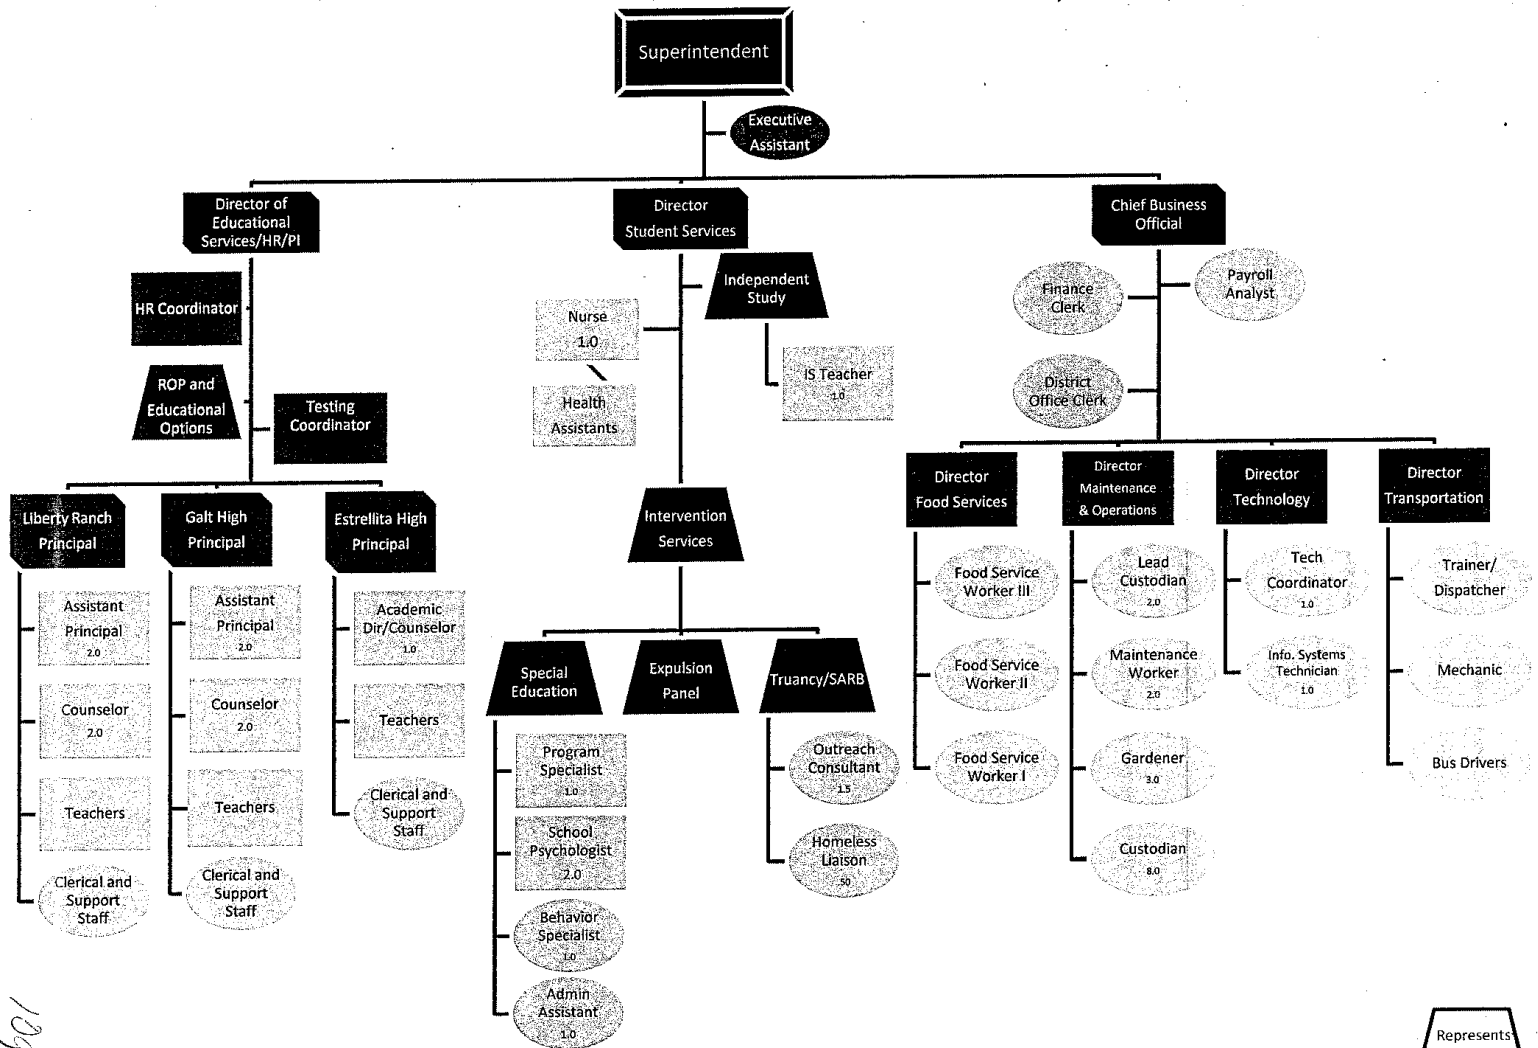 Superintendent
Executive
Assistant
Director of
Educational
Services/HR/PI
Director
Student Services
Chief Business
Official
HR Coordinator
ROP and
Educational
Options
Testing
Coordinator
Nurse
1.0
Health
Assistants
Independent
Study
IS Teacher
1.0
Finance
Clerk
Payroll
Analyst
District
Office Clerk
Liberty Ranch
Principal
Assistant
Principal
2.0
Counselor
2.0
Teachers
Clerical and
Support
Staff
Galt High
Principal
Assistant
Principal
2.0
Counselor
2.0
Teachers
Clerical and
Support
Staff
Estrellita High
Principal
Academic
Dir/Counselor
1.0
Teachers
Clerical and
Support
Staff
Intervention
Services
Special
Education
Program
Specialist
1.0
School
Psychologist
2.0
Behavior
Specialist
1.0
Admin
Assistant
1.0
Expulsion
Panel
Truancy/SARB
Outreach
Consultant
1.5
Homeless
Liaison
.50
Director
Food Services
Food Service
Worker III
Food Service
Worker II
Food Service
Worker I
Director
Maintenance
& Operations
Lead
Custodian
2.0
Maintenance
Worker
2.0
Gardener
3.0
Custodian
8.0
Director
Technology
Tech
Coordinator
1.0
Info. Systems
Technician
1.0
Director
Transportation
Trainer/
Dispatcher
Mechanic
Bus Drivers
Represents